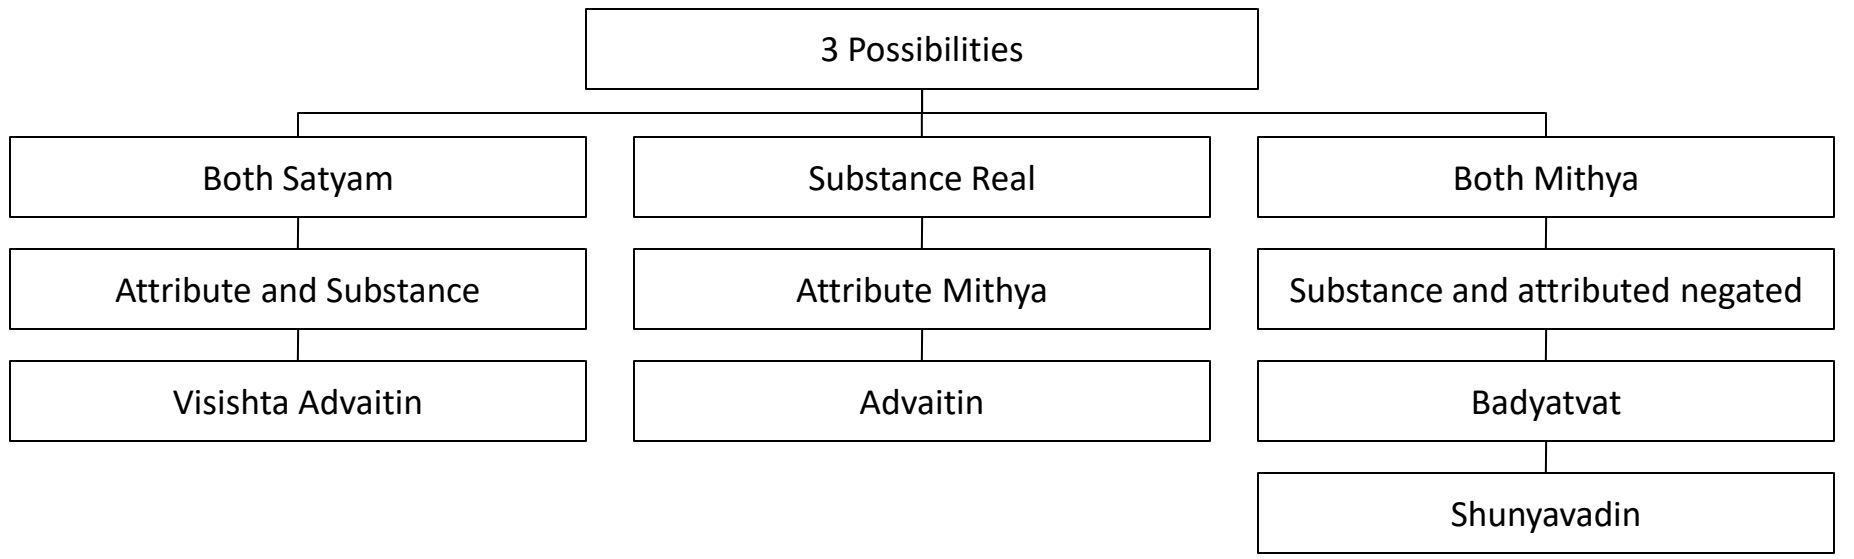 3 Possibilities
Both Satyam
Substance Real
Both Mithya
Attribute and Substance
Attribute Mithya
Substance and attributed negated
Visishta Advaitin
Advaitin
Badyatvat
Shunyavadin